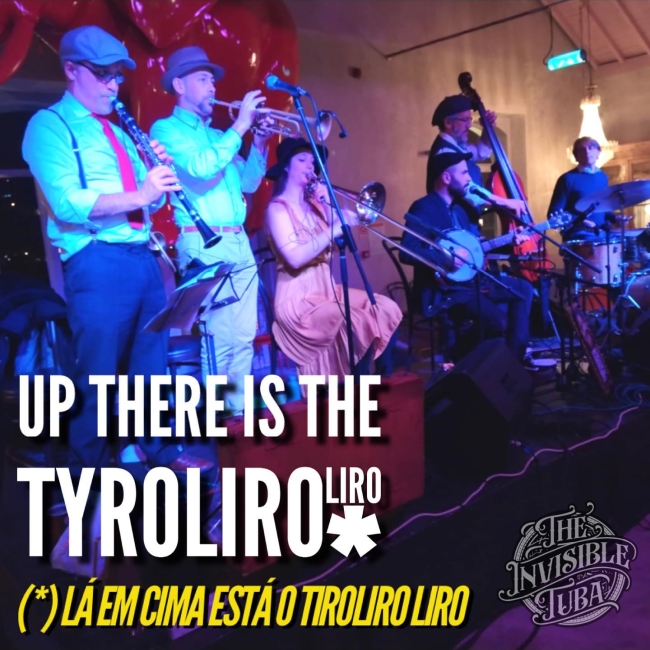 UP THERE IS THE
TYROLIRO LIRO*
(*) LÁ EM CIMA ESTÁ O TIROLIRO LIRO
THE
INVISIBLE
TUBA